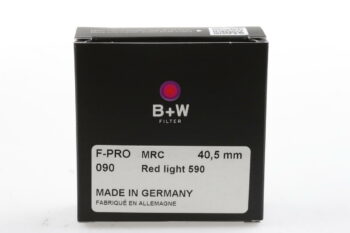 B+W
FILTER
F-PRO MRC 40,5 mm
090 Red light 590
MADE IN GERMANY
FABRIQUÉ EN ALLEMAGNE